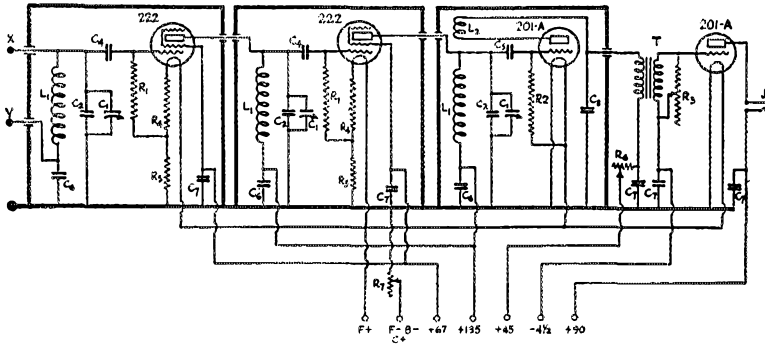 222
222
201-A
201-A
X
C4
C5
L2
C5
T
L1
C2
C1
R1
R4
L1
C2
C1
R1
R4
L1
C2
C1
R2
C8
R3
J
Y
R5
C7
R5
C7
R6
C7
C7
C7
C6
C6
C6
R7
F+
F- B-
C+
+67
+135
+45
-4½
+90